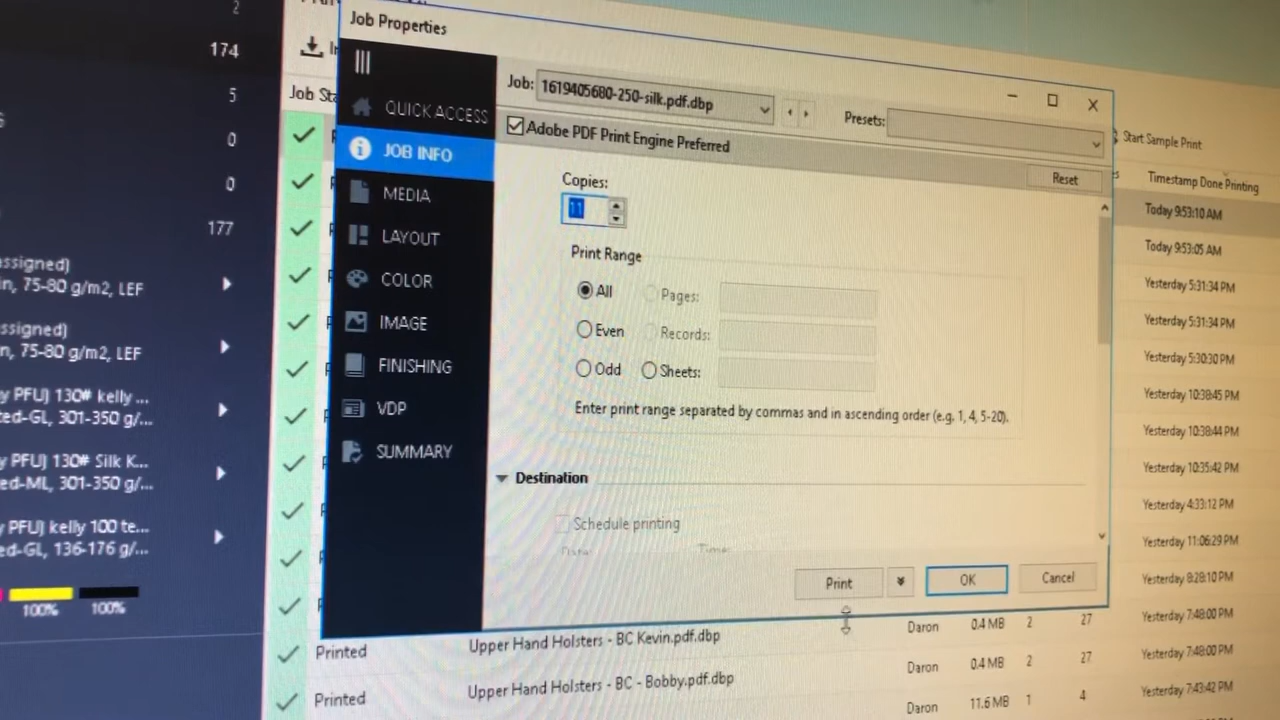 2
174
5
0
0
177
assigned)
in, 75-80 g/m2, LEF
assigned)
n, 75-80 g/m2, LEF
y PFU] 130# kelly ...
ted-GL, 301-350 g/...
y PFU] 130# Silk K...
ed-ML, 301-350 g/...
y PFU] kelly 100 te...
ed-GL, 136-176 g/...
100% 100%
Job Sta
Job Properties
QUICK ACCESS
JOB INFO
MEDIA
LAYOUT
COLOR
IMAGE
FINISHING
VDP
SUMMARY
Job: 1619405680-250-silk.pdf.dbp
Presets:
Adobe PDF Print Engine Preferred
Reset
Copies:
11
Print Range
All Pages:
Even Records:
Odd Sheets:
Enter print range separated by commas and in ascending order (e.g. 1, 4, 5-20).
Destination
Schedule printing
Time:
Print OK Cancel
Start Sample Print
Timestamp Done Printing
Today 9:53:10 AM
Today 9:53:05 AM
Yesterday 5:31:34 PM
Yesterday 5:31:34 PM
Yesterday 5:30:30 PM
Yesterday 10:38:45 PM
Yesterday 10:38:44 PM
Yesterday 10:35:42 PM
Yesterday 4:33:12 PM
Yesterday 11:06:29 PM
Yesterday 8:28:10 PM
Daron 0.4 MB 2 27 Yesterday 7:48:00 PM
Printed Upper Hand Holsters - BC Kevin.pdf.dbp Daron 0.4 MB 2 27 Yesterday 7:48:00 PM
Printed Upper Hand Holsters - BC - Bobby.pdf.dbp Daron 11.6 MB 1 4 Yesterday 7:43:42 PM